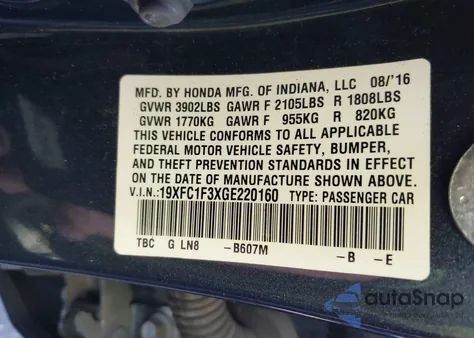 MFD. BY HONDA MFG. OF INDIANA, LLC 08/'16
GVWR 3902LBS GAWR F 2105LBS R 1808LBS
GVWR 1770KG GAWR F 955KG R 820KG
THIS VEHICLE CONFORMS TO ALL APPLICABLE
FEDERAL MOTOR VEHICLE SAFETY, BUMPER,
AND THEFT PREVENTION STANDARDS IN EFFECT
ON THE DATE OF MANUFACTURE SHOWN ABOVE.
V.I.N.: 19XFC1F3XGE220160 TYPE: PASSENGER CAR
TBC G LN8 -B607M -B -E
autoSnap